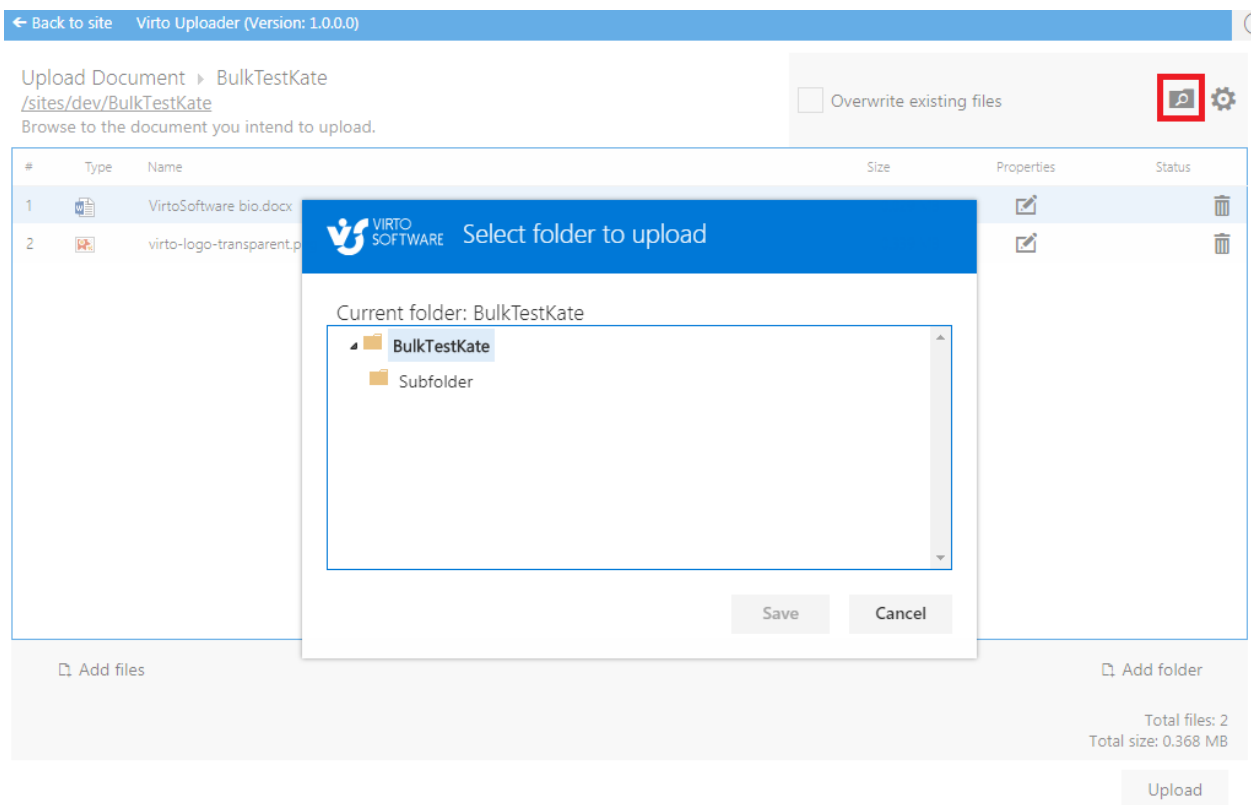 ← Back to site Virto Uploader (Version: 1.0.0.0)
Upload Document ▸ BulkTestKate
/sites/dev/BulkTestKate
Browse to the document you intend to upload.
Overwrite existing files
# Type Name Size Properties Status
1 VirtoSoftware bio.docx
2 virto-logo-transparent.p
VIRTO
SOFTWARE
Select folder to upload
Current folder: BulkTestKate
BulkTestKate
Subfolder
Save Cancel
Add files Add folder
Total files: 2
Total size: 0.368 MB
Upload